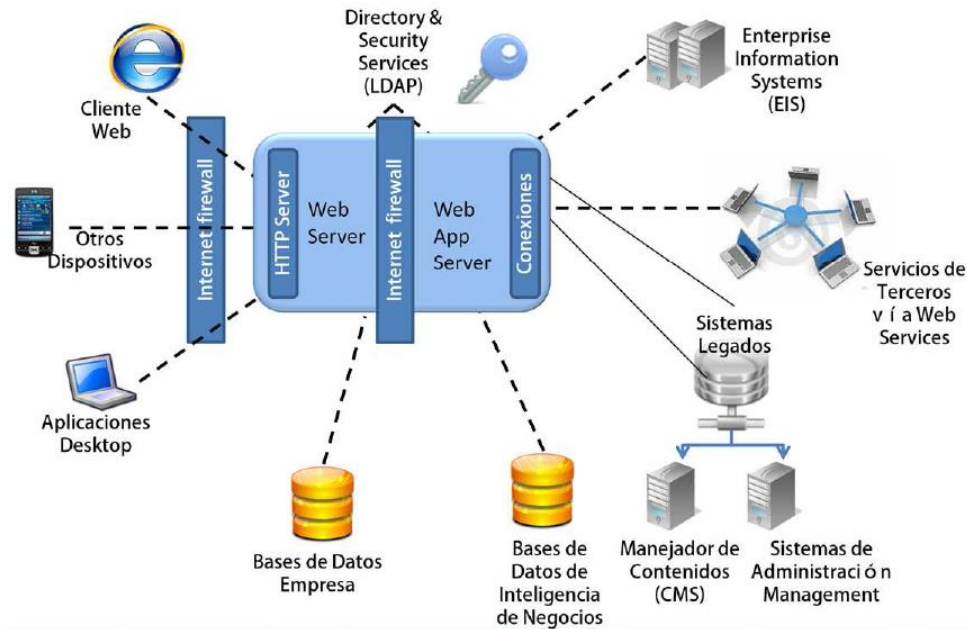 Directory &
Security
Services
(LDAP)
Enterprise
Information
Systems
(EIS)
Cliente
Web
Internet firewall
HTTP Server
Web
Server
Internet firewall
Web
App
Server
Conexiones
Otros
Dispositivos
Servicios de
Terceros
v í a Web
Services
Sistemas
Legados
Aplicaciones
Desktop
Bases de Datos
Empresa
Bases de
Datos de
Inteligencia
de Negocios
Manejador de
Contenidos
(CMS)
Sistemas de
Administraci ó n
Management